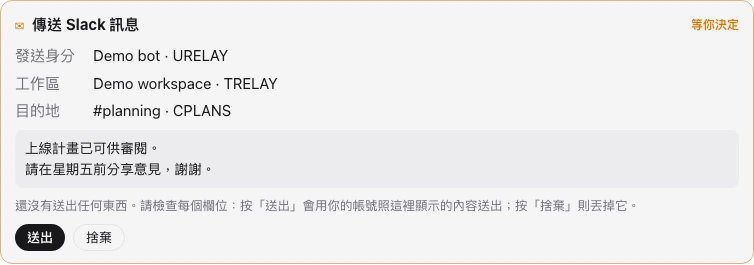 ✉ 傳送 Slack 訊息 等你決定
發送身分 Demo bot · URELAY
工作區 Demo workspace · TRELAY
目的地 #planning · CPLANS
上線計畫已可供審閱。
請在星期五前分享意見，謝謝。
還沒有送出任何東西。請檢查每個欄位：按「送出」會用你的帳號照這裡顯示的內容送出；按「捨棄」則丟掉它。
送出 捨棄